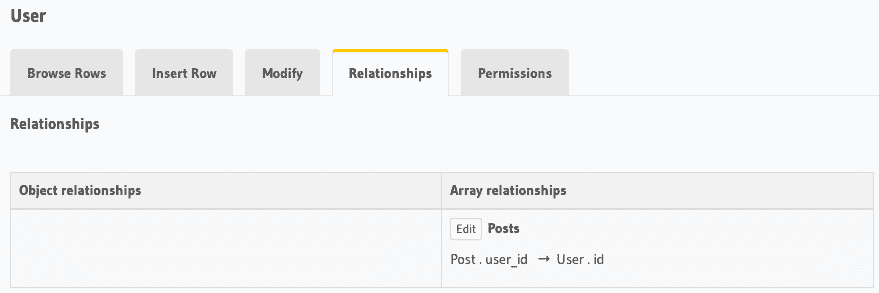 User
Browse Rows Insert Row Modify Relationships Permissions
Relationships
Object relationships Array relationships
Edit Posts
Post . user_id → User . id